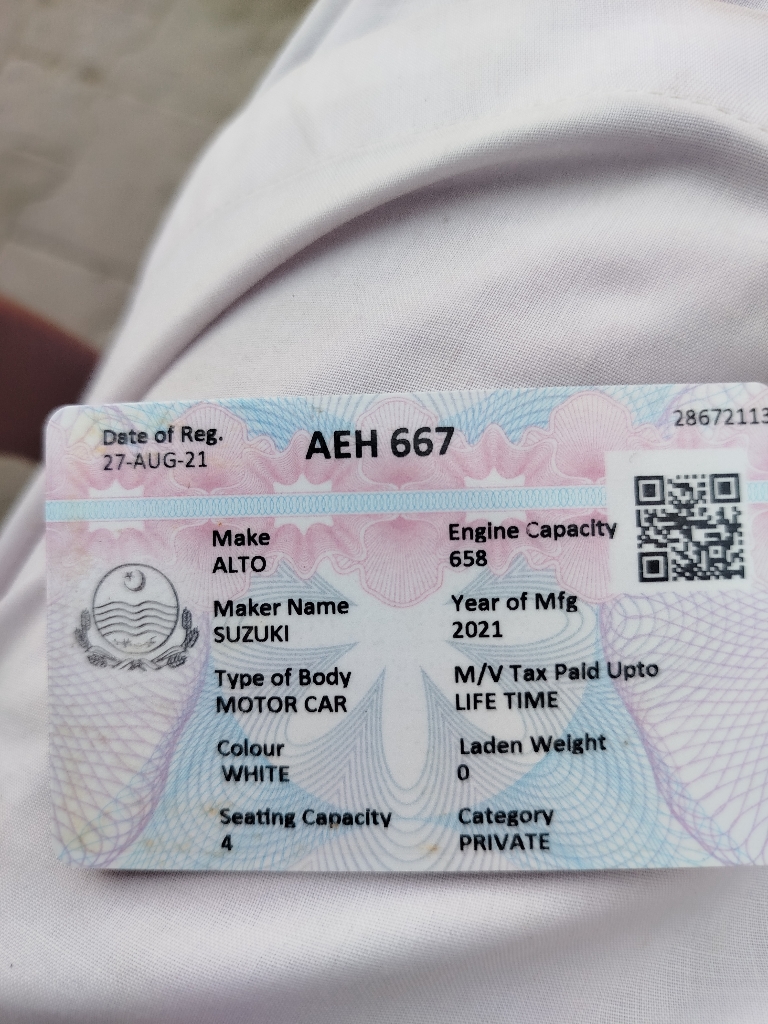 Date of Reg.
27-AUG-21
AEH 667
28672113
Make
ALTO
Engine Capacity
658
Maker Name
SUZUKI
Year of Mfg
2021
Type of Body
MOTOR CAR
M/V Tax Paid Upto
LIFE TIME
Colour
WHITE
Laden Weight
0
Seating Capacity
4
Category
PRIVATE